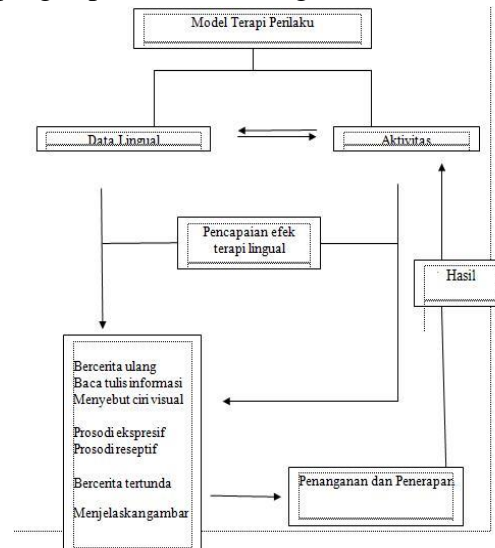 Model Terapi Perilaku
Data Lingual
Aktivitas
Pencapaian efek
terapi lingual
Hasil
Bercerita ulang
Baca tulis informasi
Menyebut ciri visual
Prosodi ekspresif
Prosodi reseptif
Bercerita tertunda
Menjelaskan gambar
Penanganan dan Penerapan